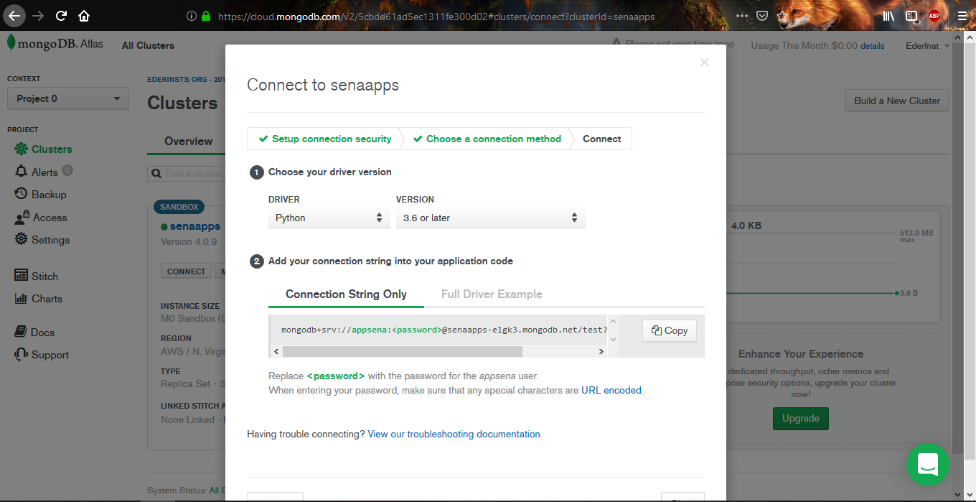 https://cloud.mongodb.com/v2/5cbdd61ad5ec1311fe300d02#clusters/connect?clusterId=senaapps
mongoDB. Atlas
All Clusters
Please set your time zone
Usage This Month:$0.00 details
EderInst
CONTEXT
Project 0
PROJECT
Clusters
Alerts 0
Backup
Access
Settings
Stitch
Charts
Docs
Support
EDERINST'S ORG - 201
Clusters
Build a New Cluster
Overview
Find a cluster
SANDBOX
senaapps
Version 4.0.9
CONNECT
INSTANCE SIZE
M0 Sandbox
REGION
AWS / N. Virgi
TYPE
Replica Set - 3
LINKED STITCH A
None Linked
4.0 KB
512.0 MB
max
0.0 B
Enhance Your Experience
dedicated throughput, richer metrics and
prise security options, upgrade your cluster
now!
Upgrade
System Status: All
Connect to senaapps
Setup connection security
Choose a connection method
Connect
1 Choose your driver version
DRIVER
VERSION
Python
3.6 or later
2 Add your connection string into your application code
Connection String Only
Full Driver Example
mongodb+srv://appsena:<password>@senaapps-elgk3.mongodb.net/test?
Copy
Replace <password> with the password for the appsena user.
When entering your password, make sure that any special characters are URL encoded.
Having trouble connecting? View our troubleshooting documentation